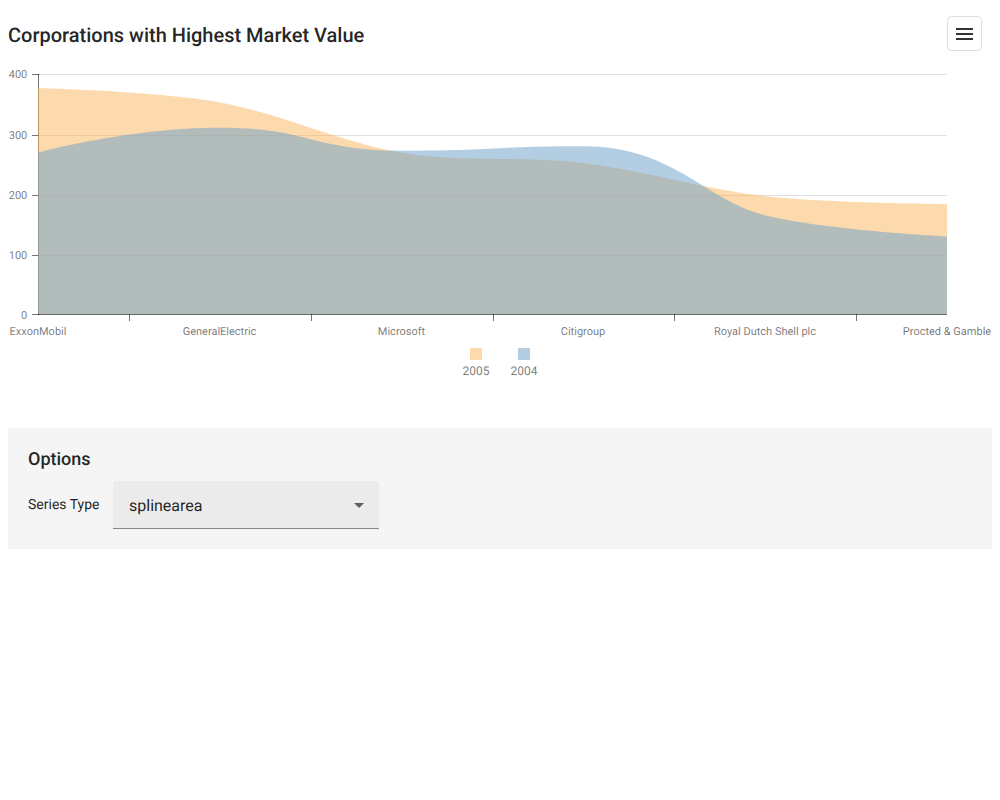 Corporations with Highest Market Value
400
300
200
100
0
ExxonMobil GeneralElectric Microsoft Citigroup Royal Dutch Shell plc Procted & Gamble
2005 2004
Options
Series Type splinearea